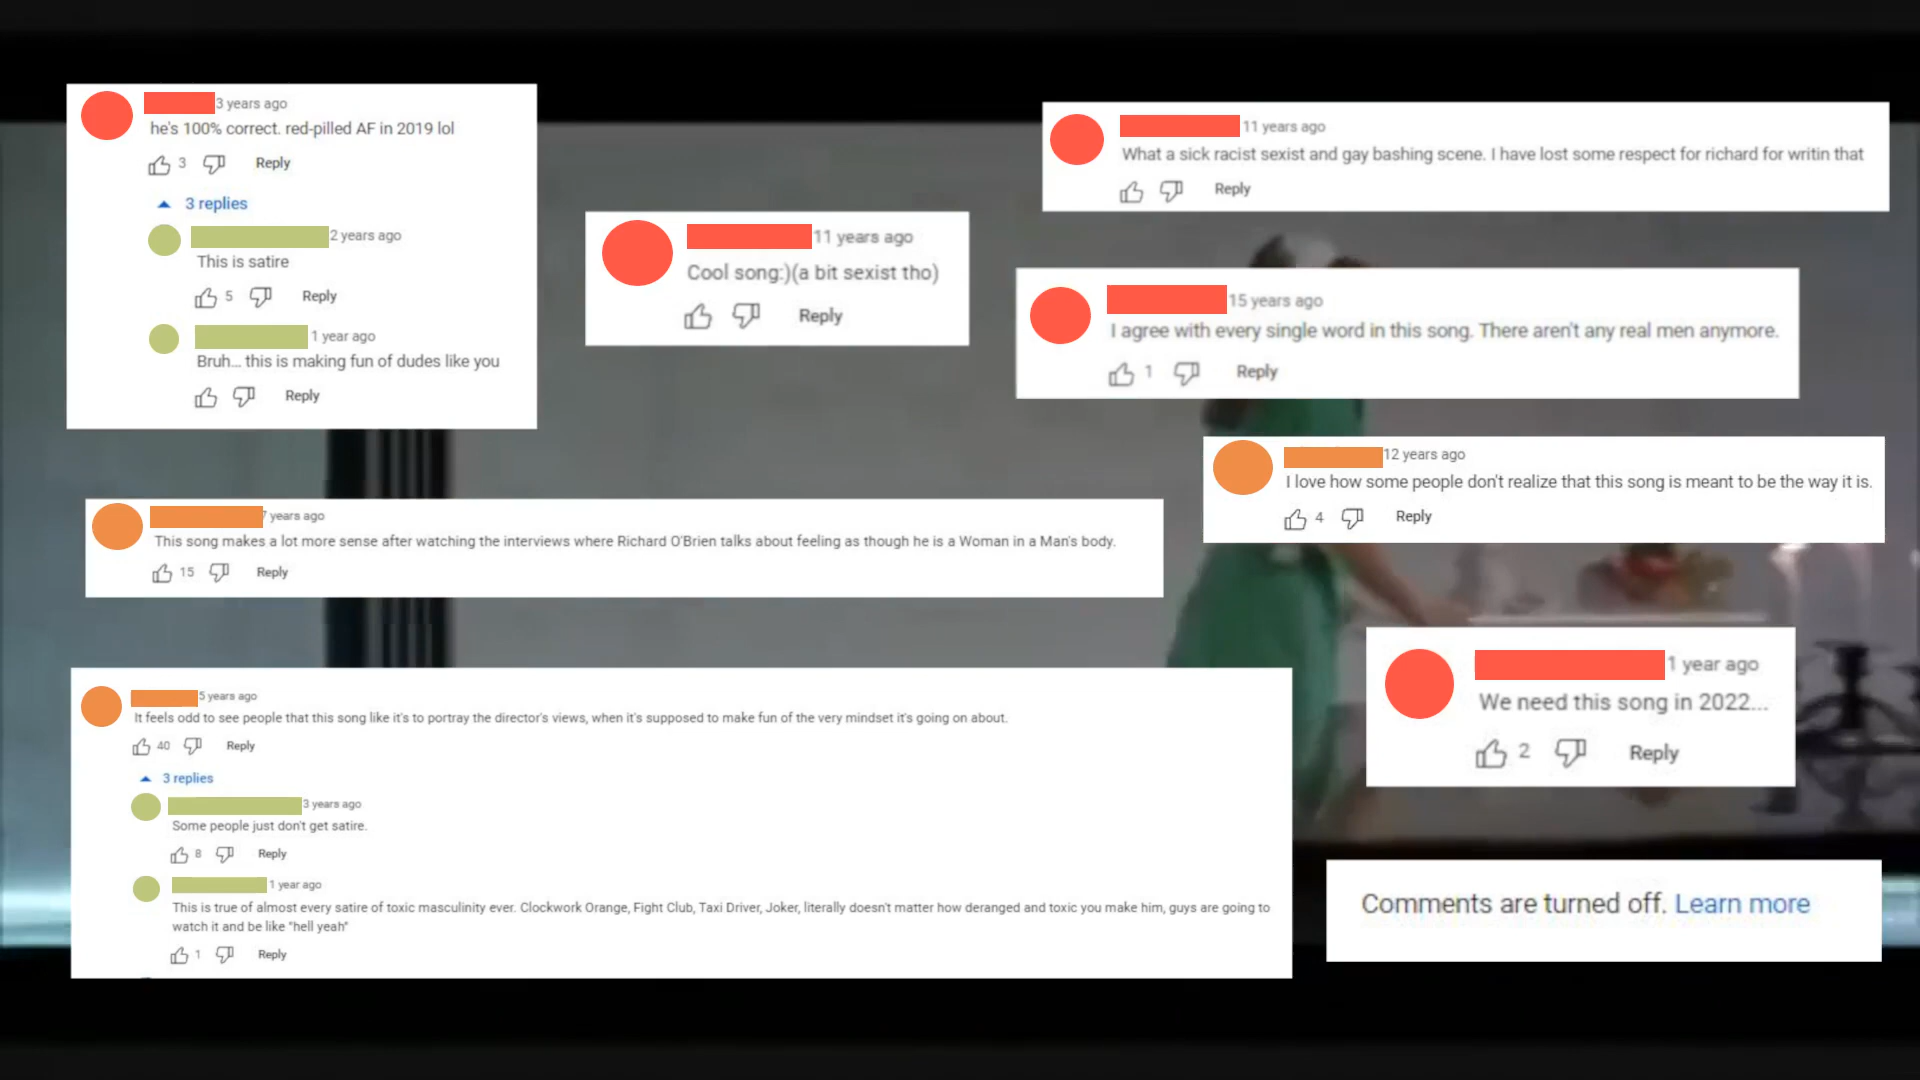 3 years ago
he's 100% correct. red-pilled AF in 2019 lol
3 Reply
3 replies
2 years ago
This is satire
5 Reply
1 year ago
Bruh... this is making fun of dudes like you
Reply
11 years ago
Cool song:)(a bit sexist tho)
Reply
11 years ago
What a sick racist sexist and gay bashing scene. I have lost some respect for richard for writin that
Reply
15 years ago
I agree with every single word in this song. There aren't any real men anymore.
1 Reply
12 years ago
I love how some people don't realize that this song is meant to be the way it is.
4 Reply
7 years ago
This song makes a lot more sense after watching the interviews where Richard O'Brien talks about feeling as though he is a Woman in a Man's body.
15 Reply
5 years ago
It feels odd to see people that this song like it's to portray the director's views, when it's supposed to make fun of the very mindset it's going on about.
40 Reply
3 replies
3 years ago
Some people just don't get satire.
8 Reply
1 year ago
This is true of almost every satire of toxic masculinity ever. Clockwork Orange, Fight Club, Taxi Driver, Joker, literally doesn't matter how deranged and toxic you make him, guys are going to
watch it and be like "hell yeah"
1 Reply
1 year ago
We need this song in 2022...
2 Reply
Comments are turned off. Learn more